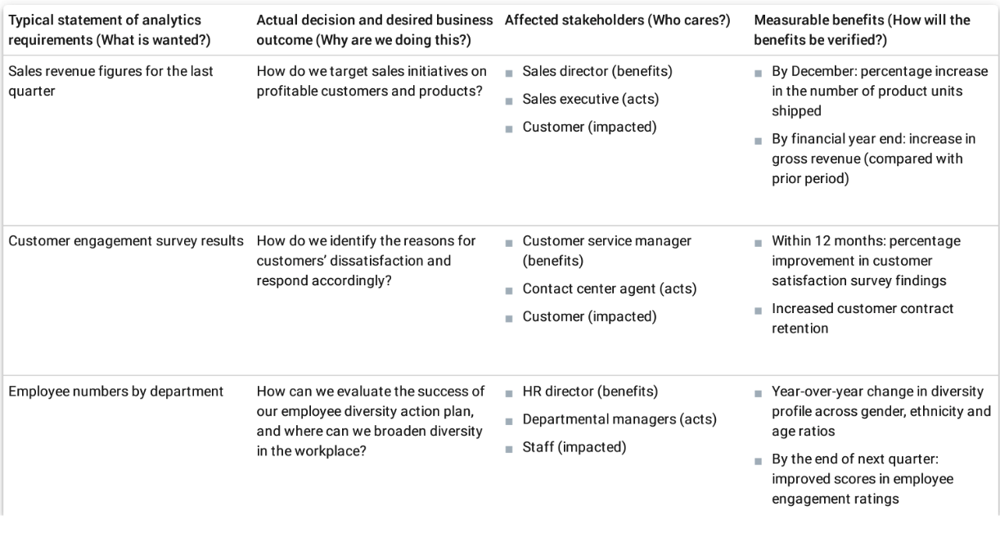 Typical statement of analytics
requirements (What is wanted?)
Actual decision and desired business
outcome (Why are we doing this?)
Affected stakeholders (Who cares?)
Measurable benefits (How will the
benefits be verified?)
Sales revenue figures for the last
quarter
How do we target sales initiatives on
profitable customers and products?
Sales director (benefits)
Sales executive (acts)
Customer (impacted)
By December: percentage increase
in the number of product units
shipped
By financial year end: increase in
gross revenue (compared with
prior period)
Customer engagement survey results
How do we identify the reasons for
customers’ dissatisfaction and
respond accordingly?
Customer service manager
(benefits)
Contact center agent (acts)
Customer (impacted)
Within 12 months: percentage
improvement in customer
satisfaction survey findings
Increased customer contract
retention
Employee numbers by department
How can we evaluate the success of
our employee diversity action plan,
and where can we broaden diversity
in the workplace?
HR director (benefits)
Departmental managers (acts)
Staff (impacted)
Year-over-year change in diversity
profile across gender, ethnicity and
age ratios
By the end of next quarter:
improved scores in employee
engagement ratings